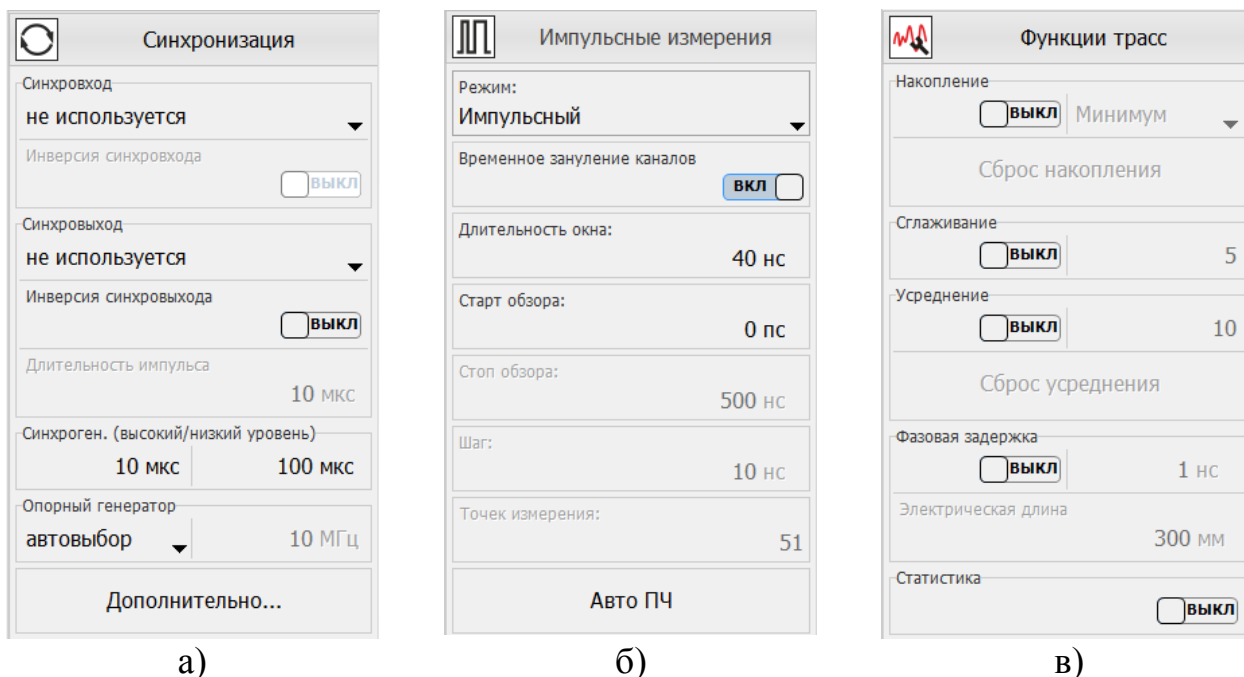 Синхронизация
Синхровход
не используется
Инверсия синхровхода
ВЫКЛ
Синхровыход
не используется
Инверсия синхровыхода
ВЫКЛ
Длительность импульса
10 мкс
Синхроген. (высокий/низкий уровень)
10 мкс 100 мкс
Опорный генератор
автовыбор 10 МГц
Дополнительно...
а)
Импульсные измерения
Режим:
Импульсный
Временное зануление каналов
ВКЛ
Длительность окна:
40 нс
Старт обзора:
0 пс
Стоп обзора:
500 нс
Шаг:
10 нс
Точек измерения:
51
Авто ПЧ
б)
Функции трасс
Накопление
ВЫКЛ Минимум
Сброс накопления
Сглаживание
ВЫКЛ 5
Усреднение
ВЫКЛ 10
Сброс усреднения
Фазовая задержка
ВЫКЛ 1 нс
Электрическая длина
300 мм
Статистика
ВЫКЛ
в)